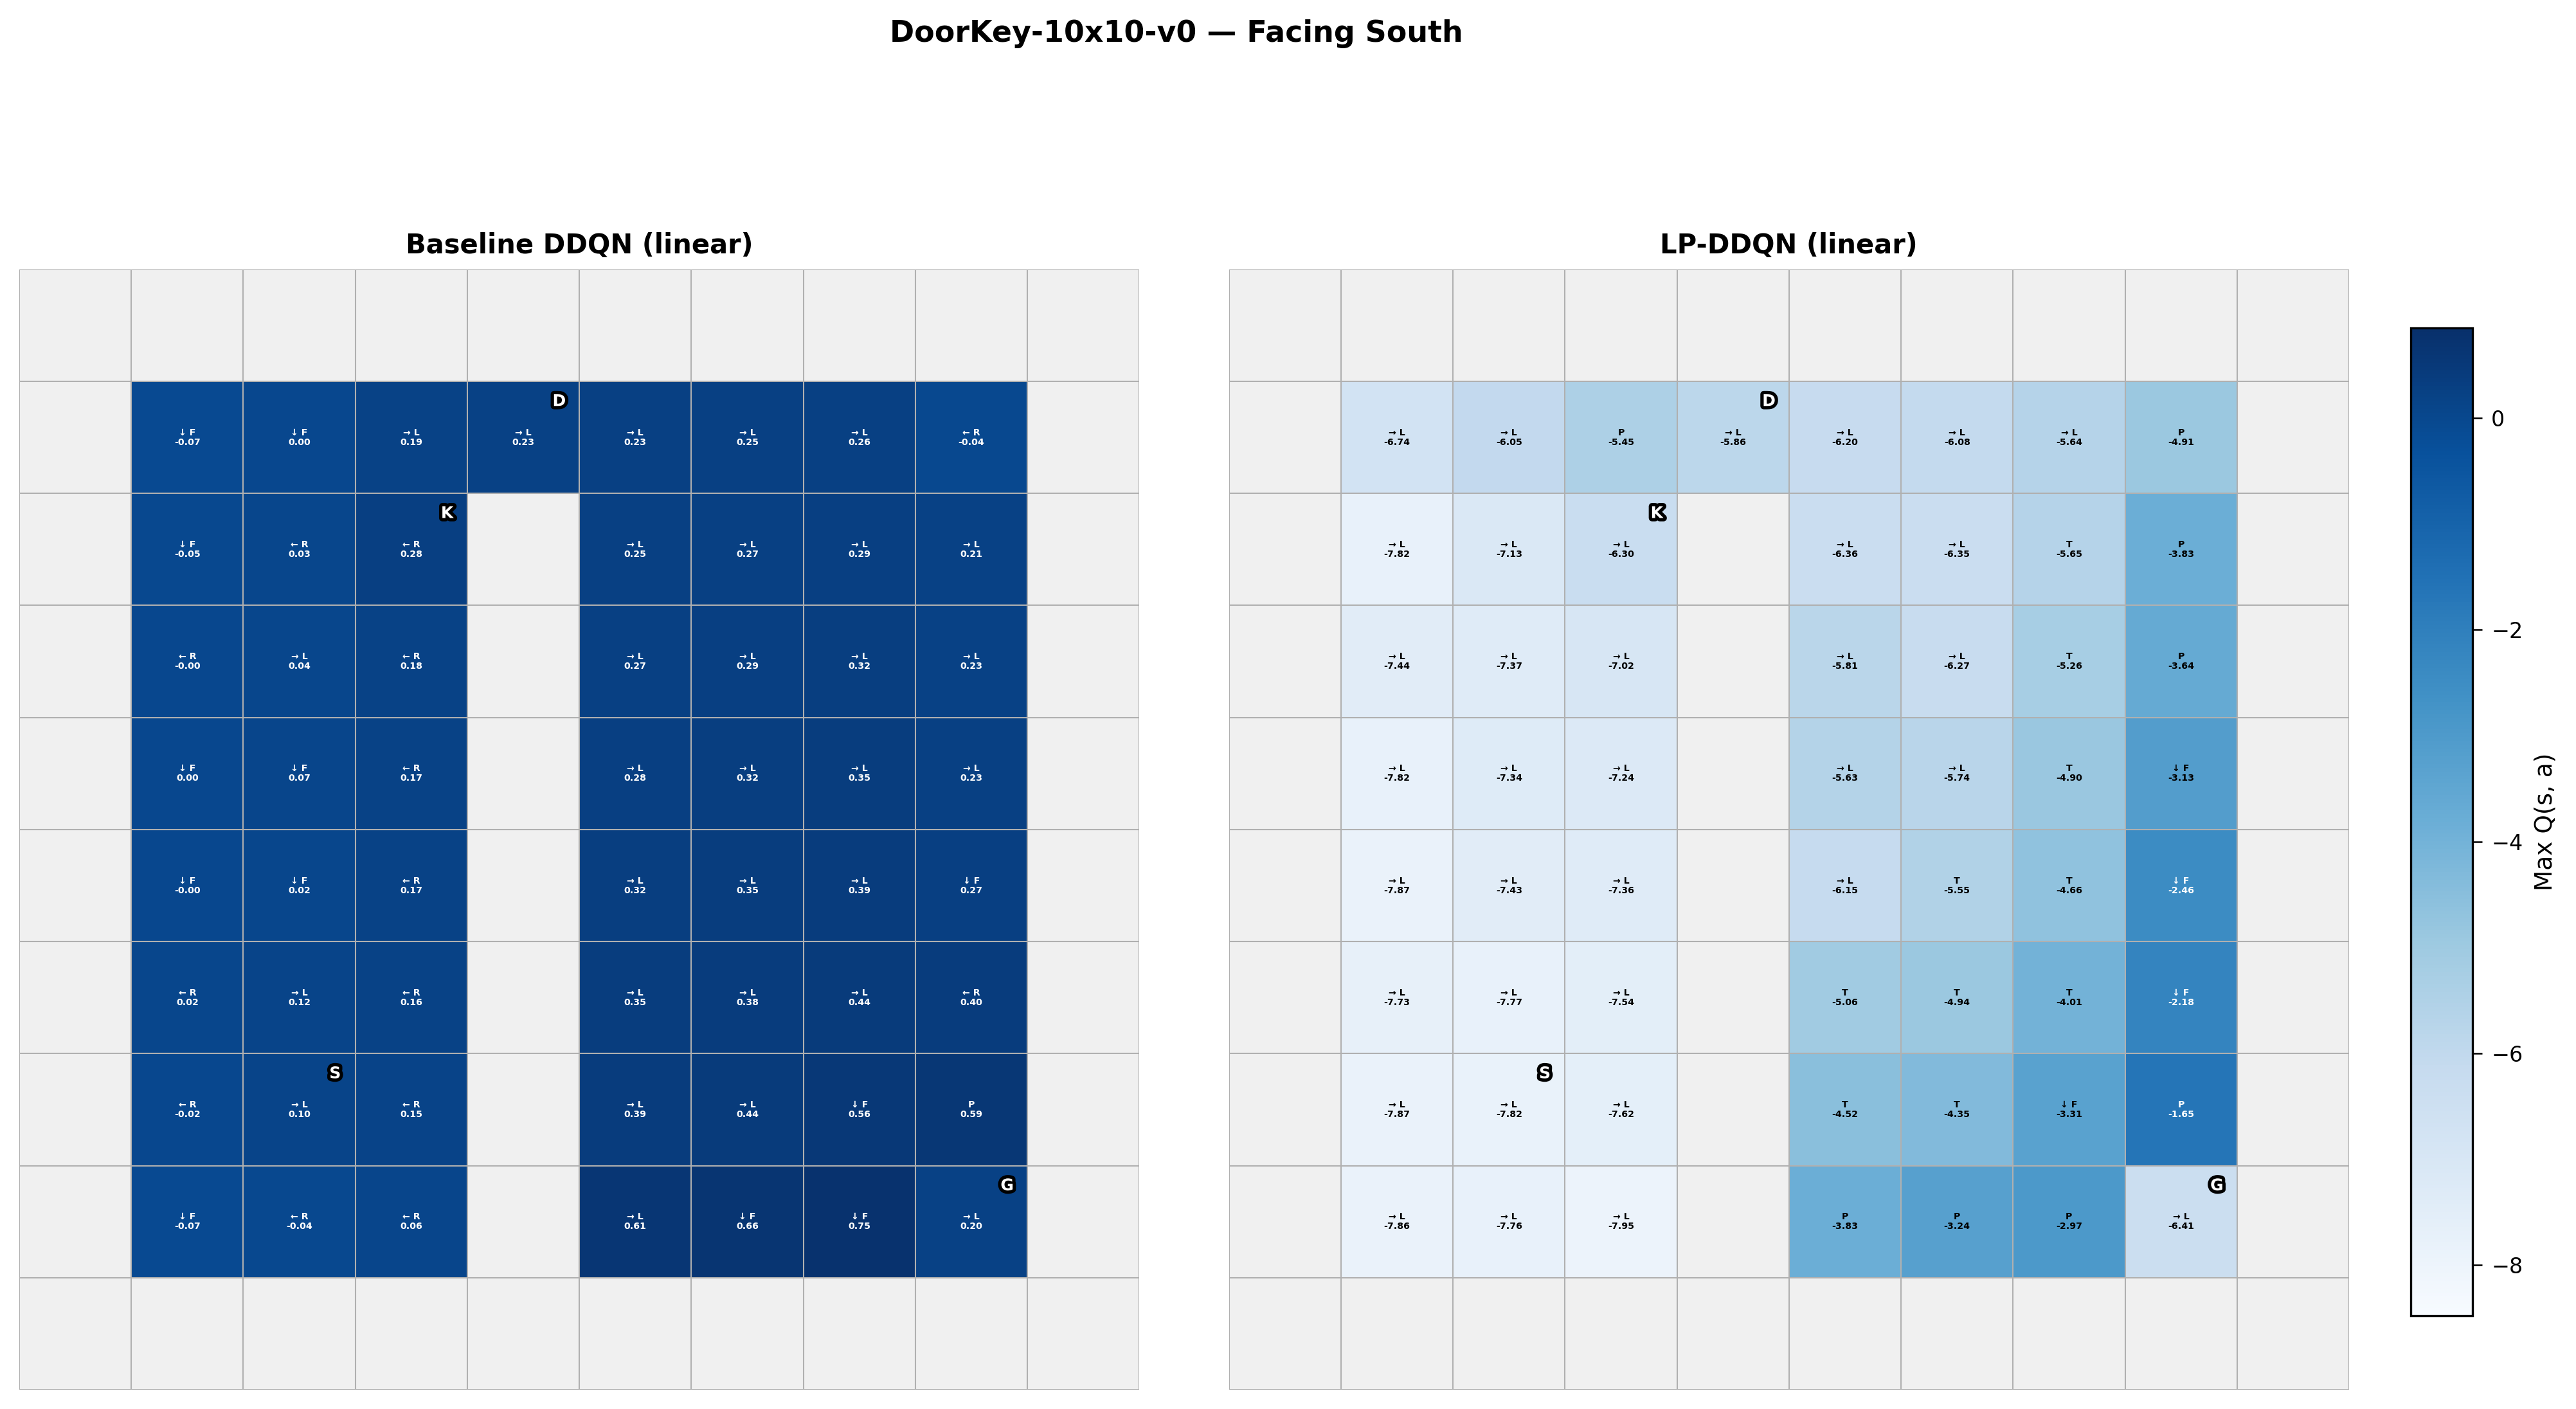 DoorKey-10x10-v0 — Facing South
Baseline DDQN (linear)
D
↓ F ↓ F → L → L → L → L → L ← R
-0.07 0.00 0.19 0.23 0.23 0.25 0.26 -0.04
K
↓ F ← R ← R → L → L → L → L
-0.05 0.03 0.28 0.25 0.27 0.29 0.21
← R → L ← R → L → L → L → L
-0.00 0.04 0.18 0.27 0.29 0.32 0.23
↓ F ↓ F ← R → L → L → L → L
0.00 0.07 0.17 0.28 0.32 0.35 0.23
↓ F ↓ F ← R → L → L → L ↓ F
-0.00 0.02 0.17 0.32 0.35 0.39 0.27
← R → L ← R → L → L → L ← R
0.02 0.12 0.16 0.35 0.38 0.44 0.40
S
← R → L ← R → L → L ↓ F P
-0.02 0.10 0.15 0.39 0.44 0.56 0.59
G
↓ F ← R ← R → L ↓ F ↓ F → L
-0.07 -0.04 0.06 0.61 0.66 0.75 0.20
LP-DDQN (linear)
D
→ L → L P → L → L → L → L P
-6.74 -6.05 -5.45 -5.86 -6.20 -6.08 -5.64 -4.91
K
→ L → L → L → L → L T P
-7.82 -7.13 -6.30 -6.36 -6.35 -5.65 -3.83
→ L → L → L → L → L T P
-7.44 -7.37 -7.02 -5.81 -6.27 -5.26 -3.64
→ L → L → L → L → L T ↓ F
-7.82 -7.34 -7.24 -5.63 -5.74 -4.90 -3.13
→ L → L → L → L T T ↓ F
-7.87 -7.43 -7.36 -6.15 -5.55 -4.66 -2.46
→ L → L → L T T T ↓ F
-7.73 -7.77 -7.54 -5.06 -4.94 -4.01 -2.18
S
→ L → L → L T T ↓ F P
-7.87 -7.82 -7.62 -4.52 -4.35 -3.31 -1.65
G
→ L → L → L P P P → L
-7.86 -7.76 -7.95 -3.83 -3.24 -2.97 -6.41
0
−2
−4
−6
−8
Max Q(s, a)